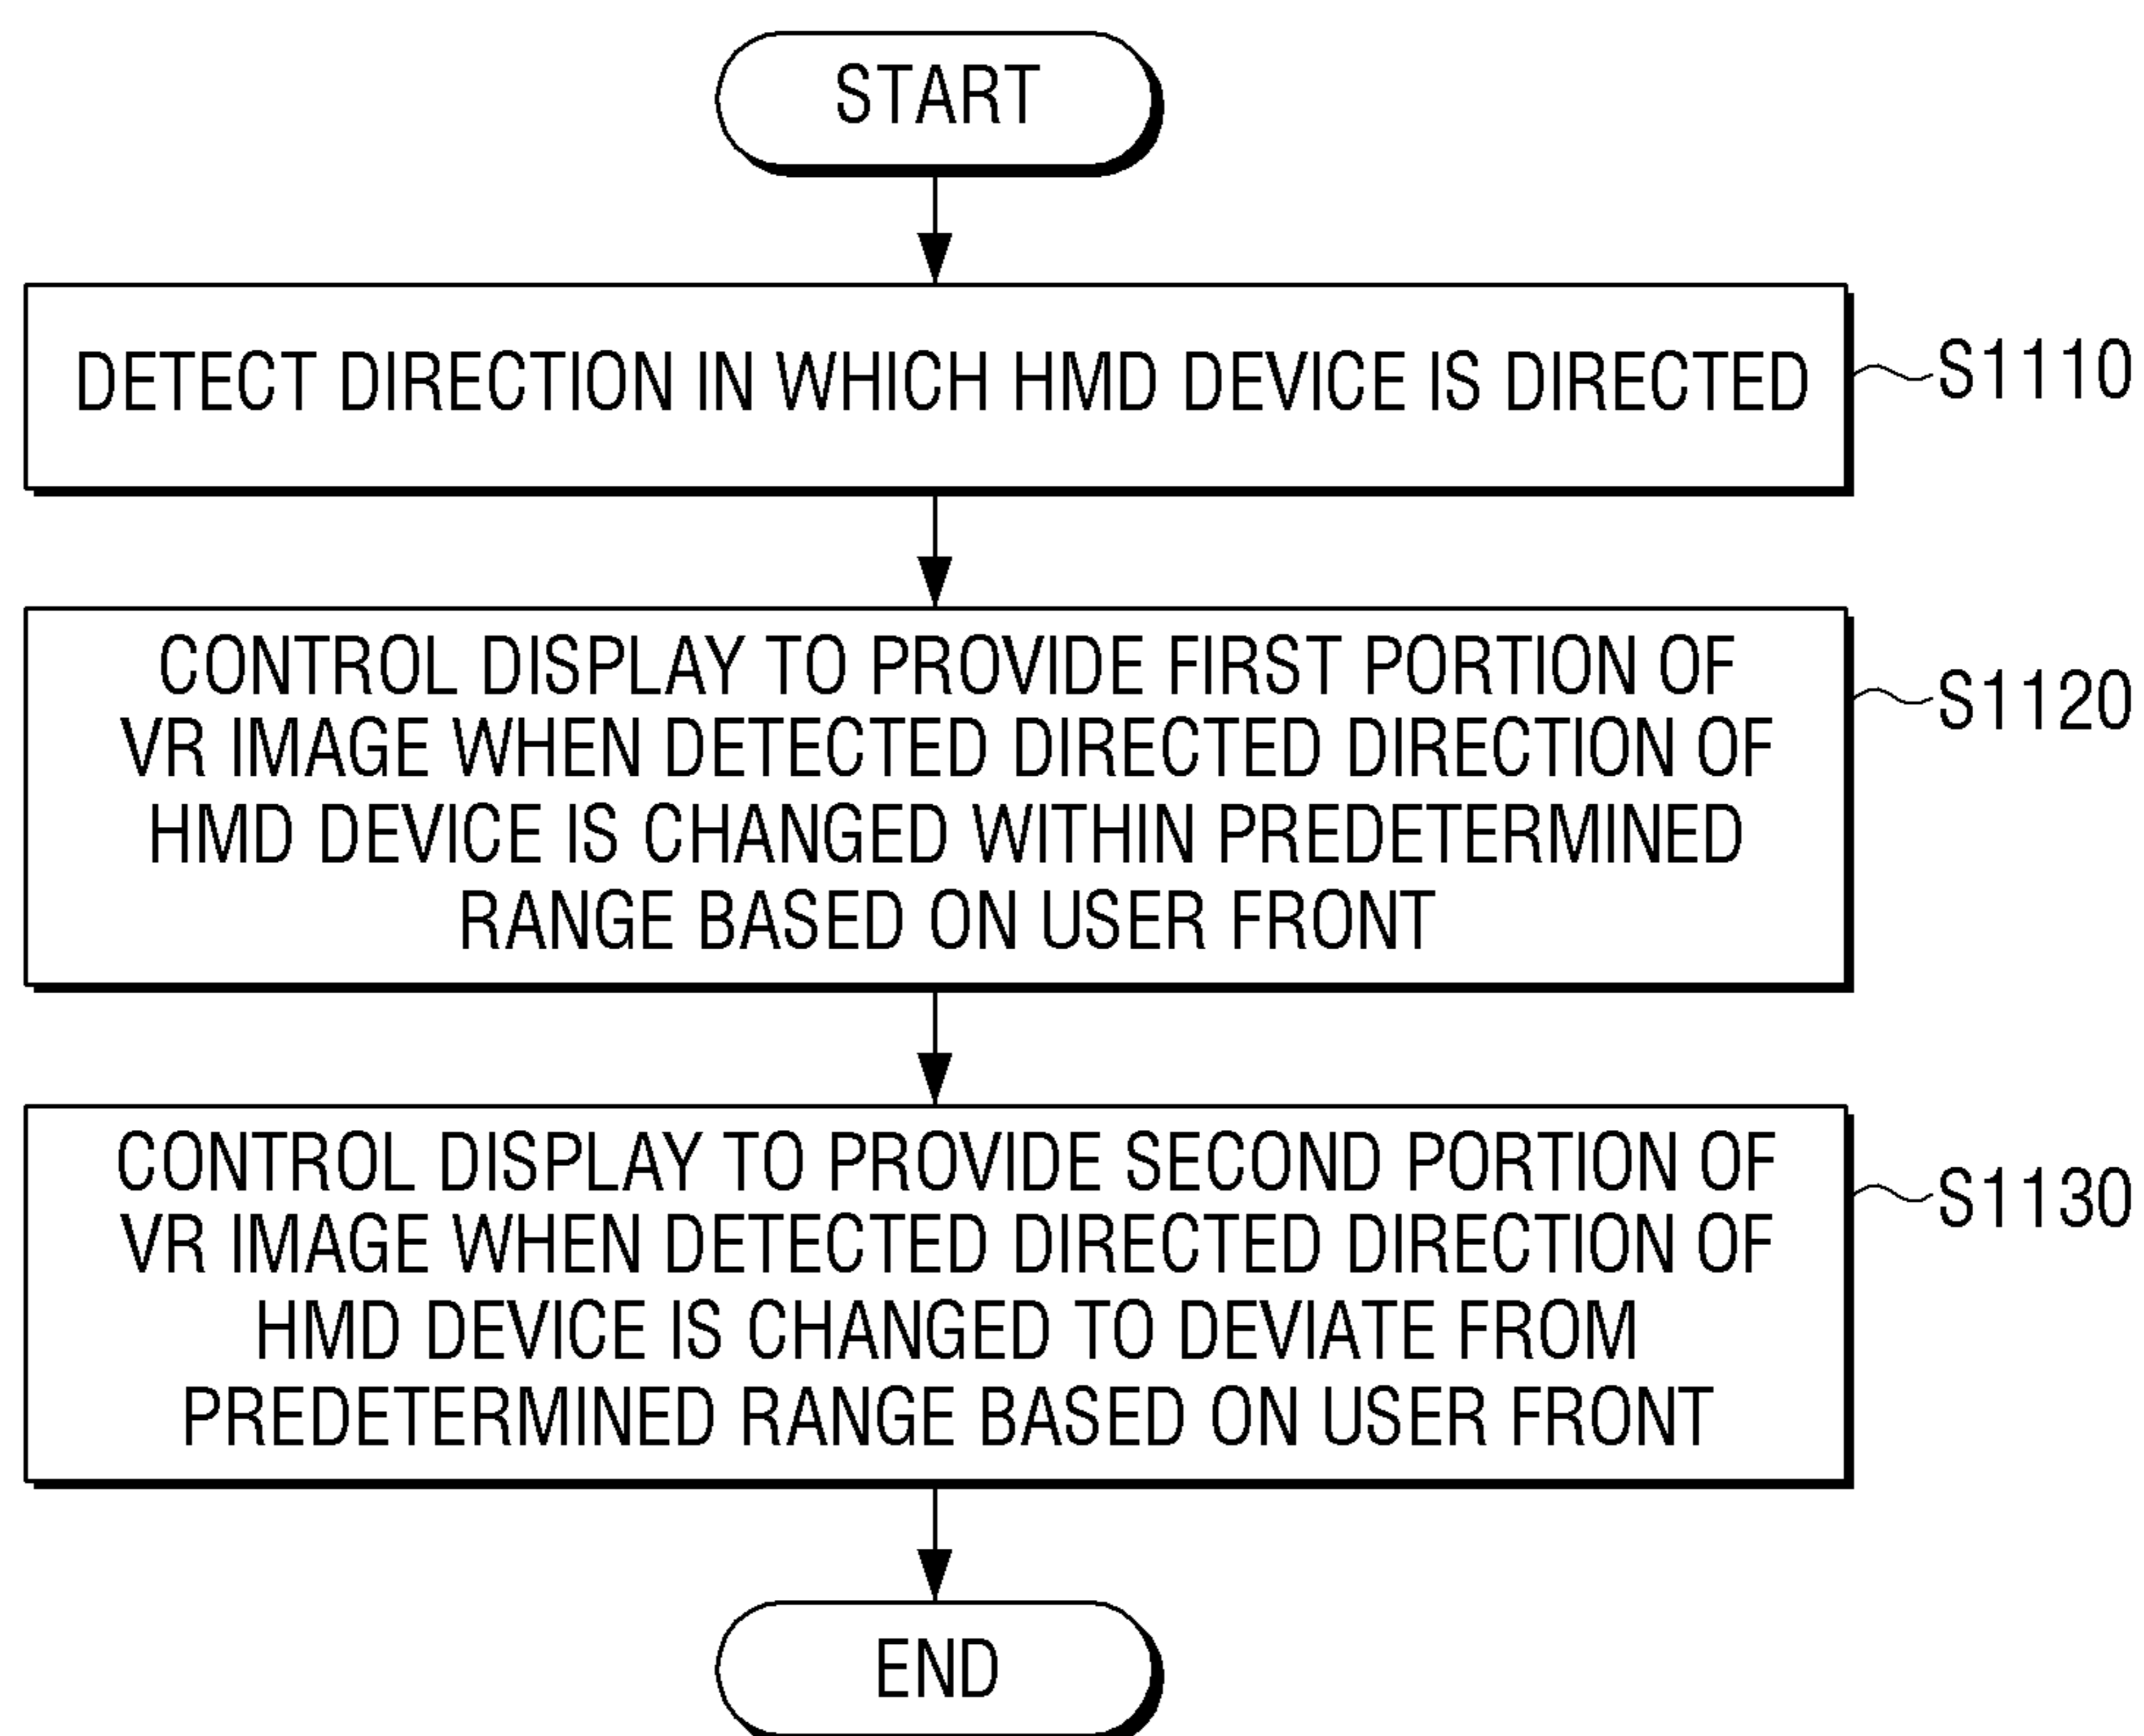 START
DETECT DIRECTION IN WHICH HMD DEVICE IS DIRECTED
S1110
CONTROL DISPLAY TO PROVIDE FIRST PORTION OF
VR IMAGE WHEN DETECTED DIRECTED DIRECTION OF
HMD DEVICE IS CHANGED WITHIN PREDETERMINED
RANGE BASED ON USER FRONT
S1120
CONTROL DISPLAY TO PROVIDE SECOND PORTION OF
VR IMAGE WHEN DETECTED DIRECTED DIRECTION OF
HMD DEVICE IS CHANGED TO DEVIATE FROM
PREDETERMINED RANGE BASED ON USER FRONT
S1130
END